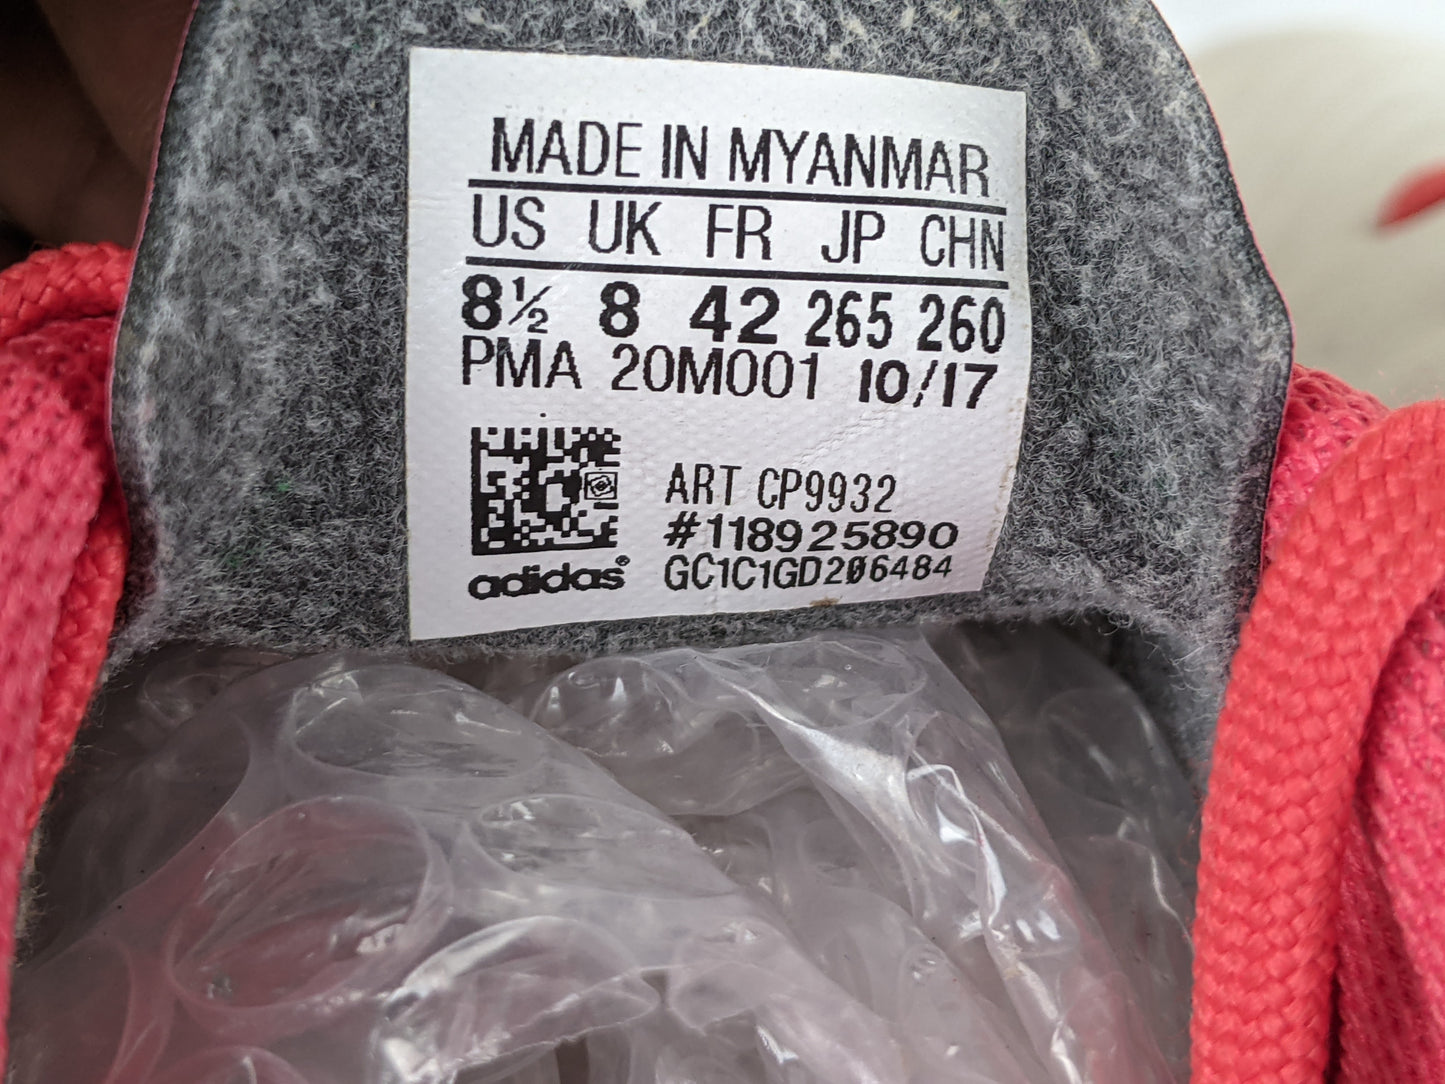 MADE IN MYANMAR
US UK FR JP CHN
8½ 8 42 265 260
PMA 20M001 10/17
ART CP9932
#118925890
adidas® GC1C1GD206484